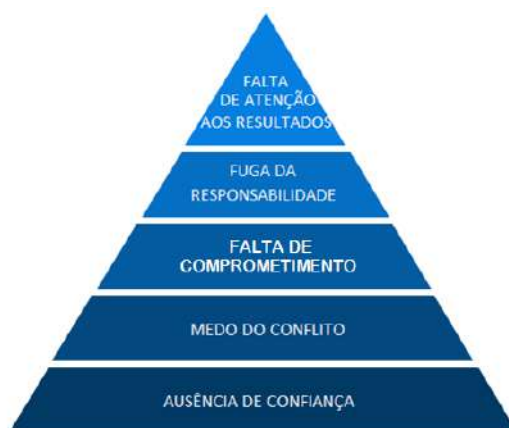 FALTA
DE ATENÇÃO
AOS RESULTADOS
FUGA DA
RESPONSABILIDADE
FALTA DE
COMPROMETIMENTO
MEDO DO CONFLITO
AUSÊNCIA DE CONFIANÇA